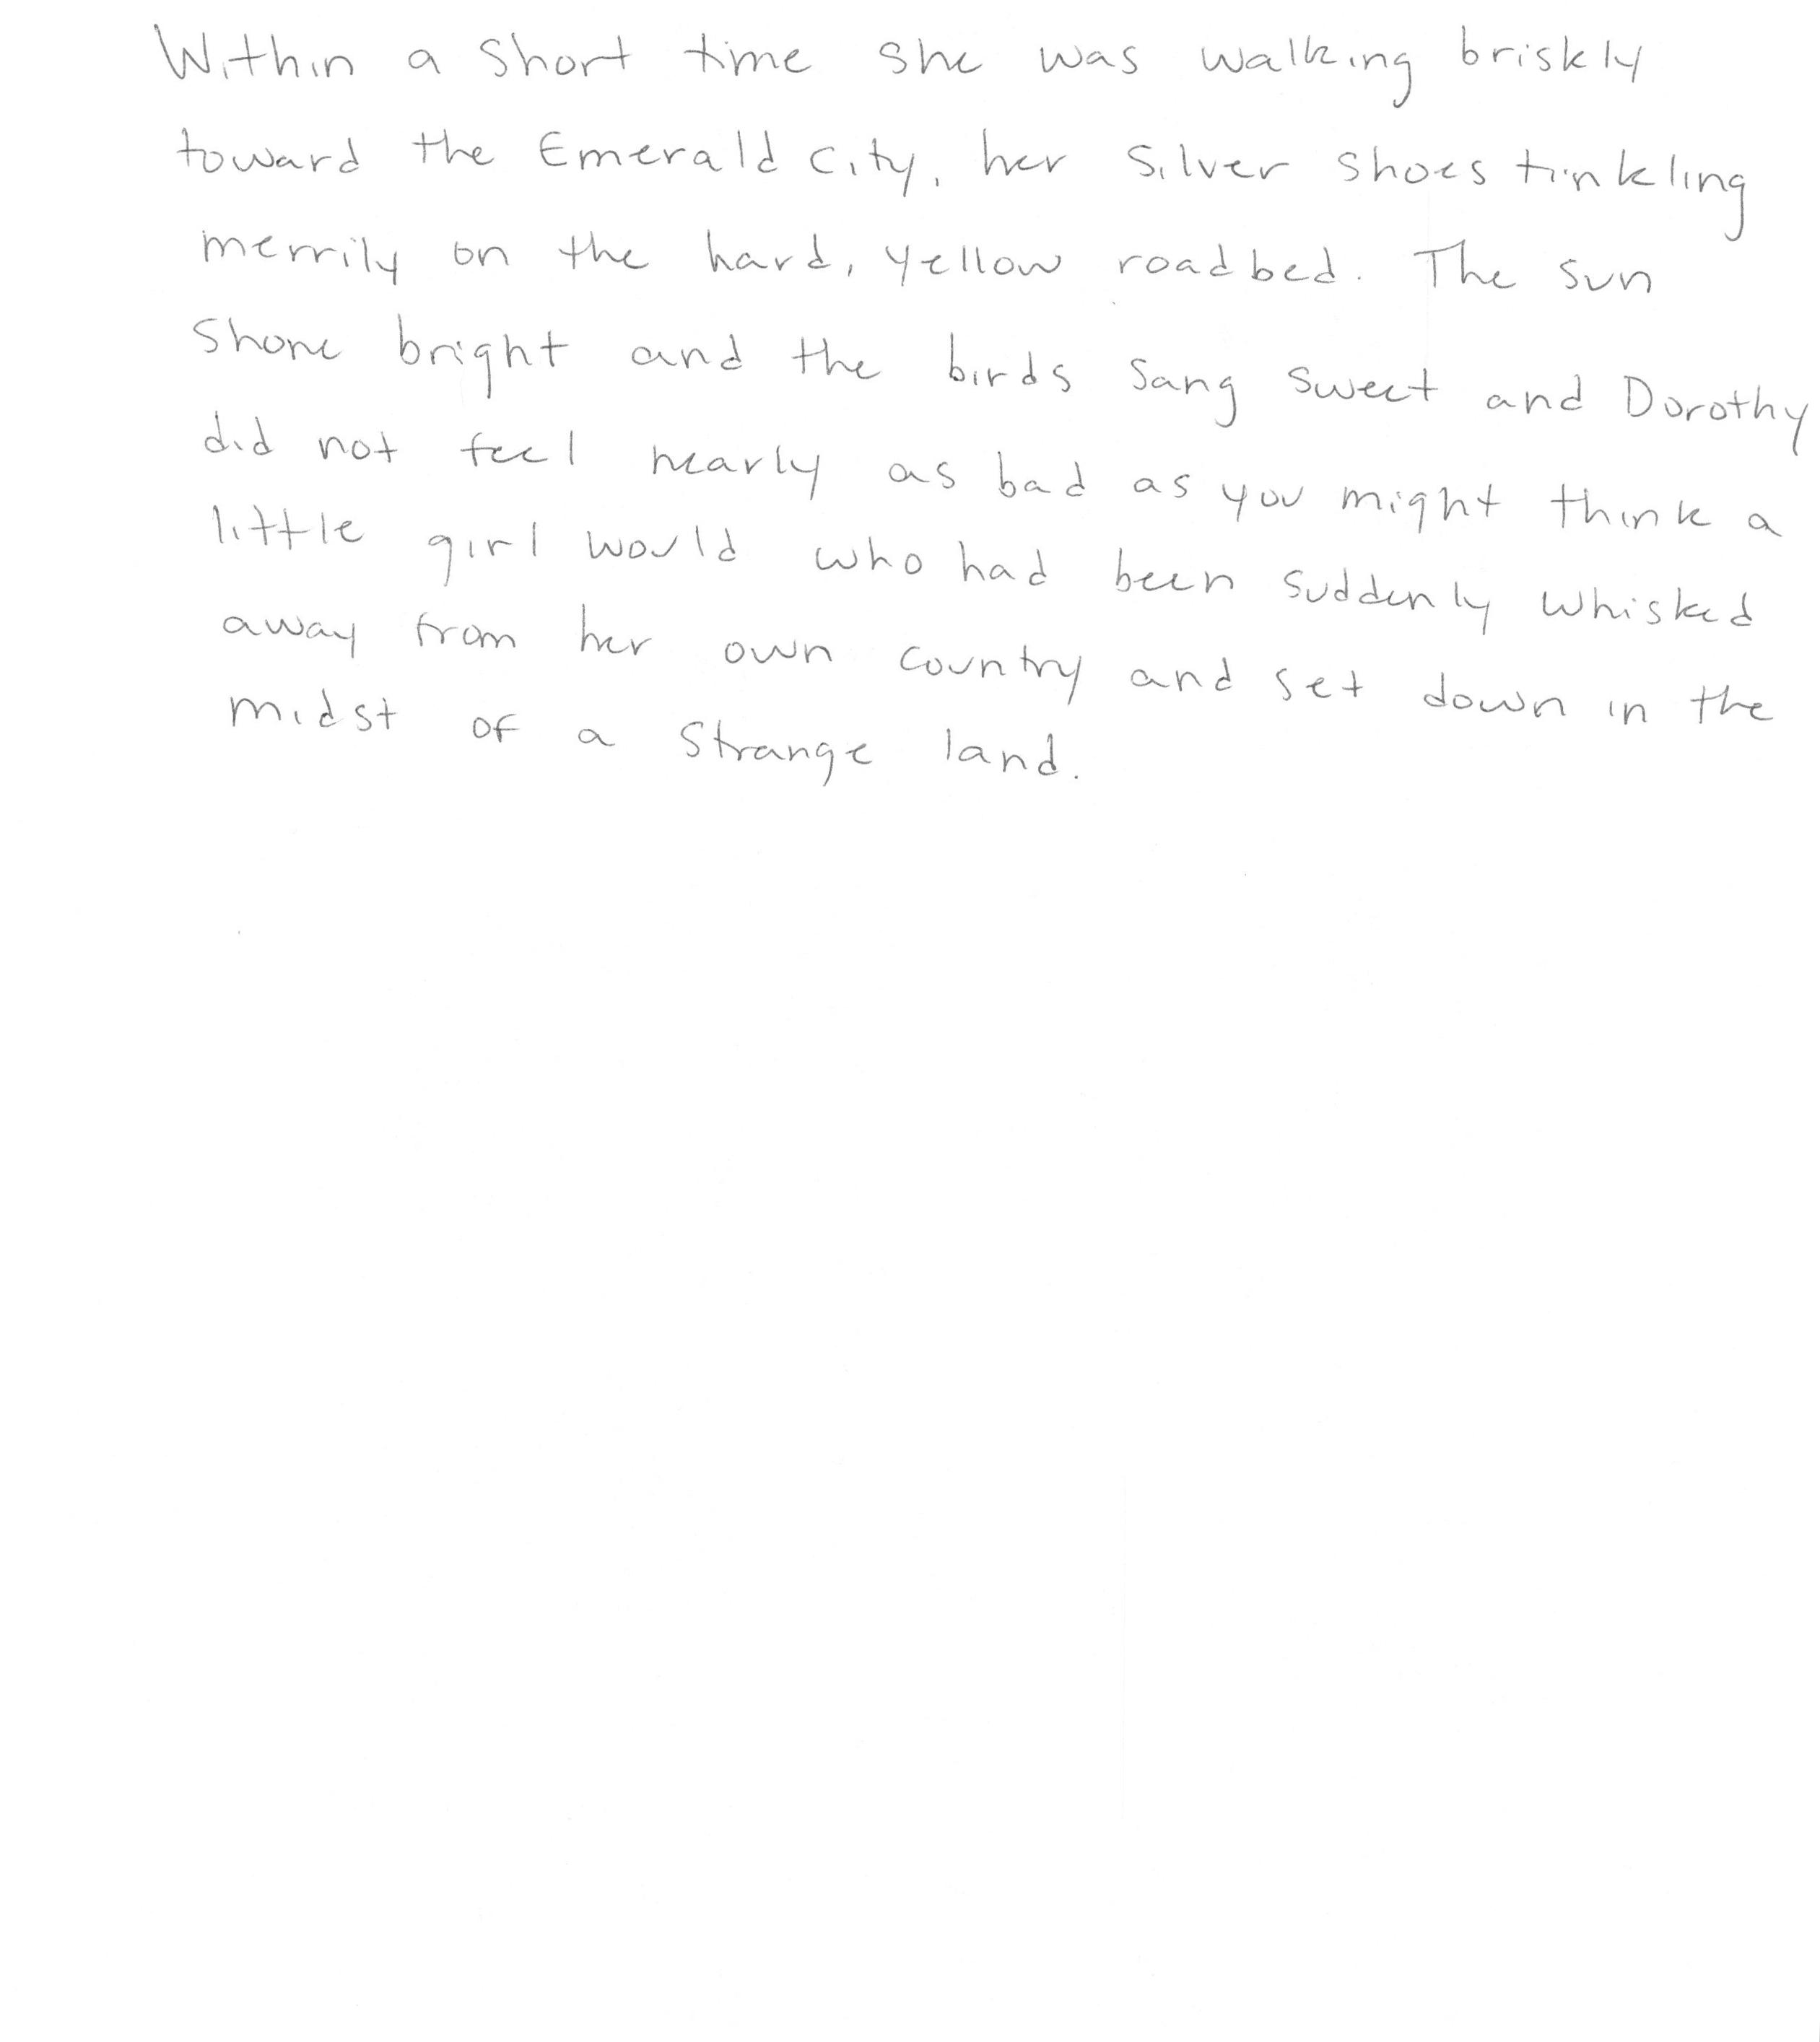 Within a short time she was walking briskly
toward the Emerald City, her Silver shoes tinkling
merrily on the hard, yellow roadbed. The sun
shone bright and the birds sang sweet and Dorothy
did not feel nearly as bad as you might think a
little girl would who had been suddenly whisked
away from her own country and set down in the
midst of a strange land.